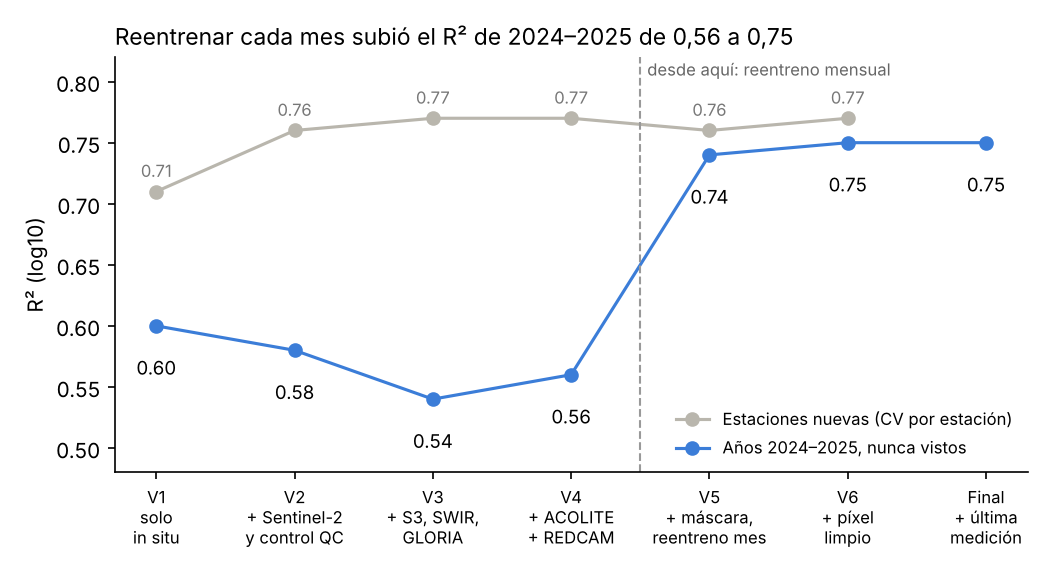 Reentrenar cada mes subió el R² de 2024–2025 de 0,56 a 0,75
desde aquí: reentreno mensual
R² (log10)
0.80
0.75
0.70
0.65
0.60
0.55
0.50
0.71
0.76
0.77
0.77
0.76
0.77
0.60
0.58
0.54
0.56
0.74
0.75
0.75
Estaciones nuevas (CV por estación)
Años 2024–2025, nunca vistos
V1
solo
in situ
V2
+ Sentinel-2
y control QC
V3
+ S3, SWIR,
GLORIA
V4
+ ACOLITE
+ REDCAM
V5
+ máscara,
reentreno mes
V6
+ píxel
limpio
Final
+ última
medición